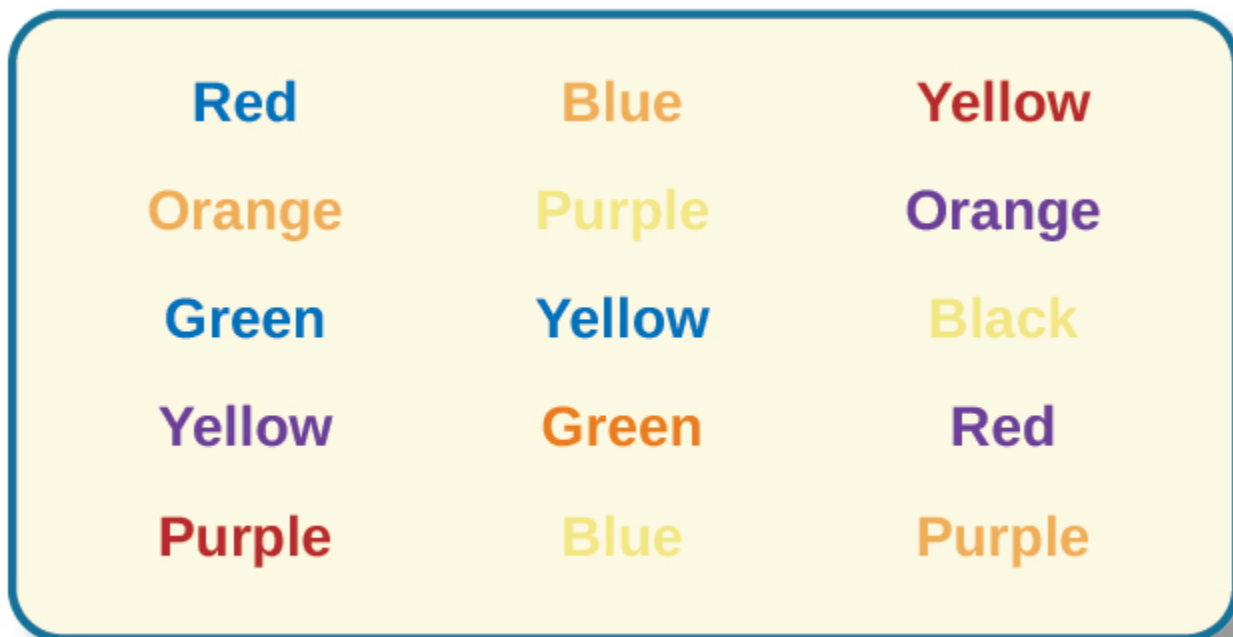 Red Blue Yellow
Orange Purple Orange
Green Yellow Black
Yellow Green Red
Purple Blue Purple